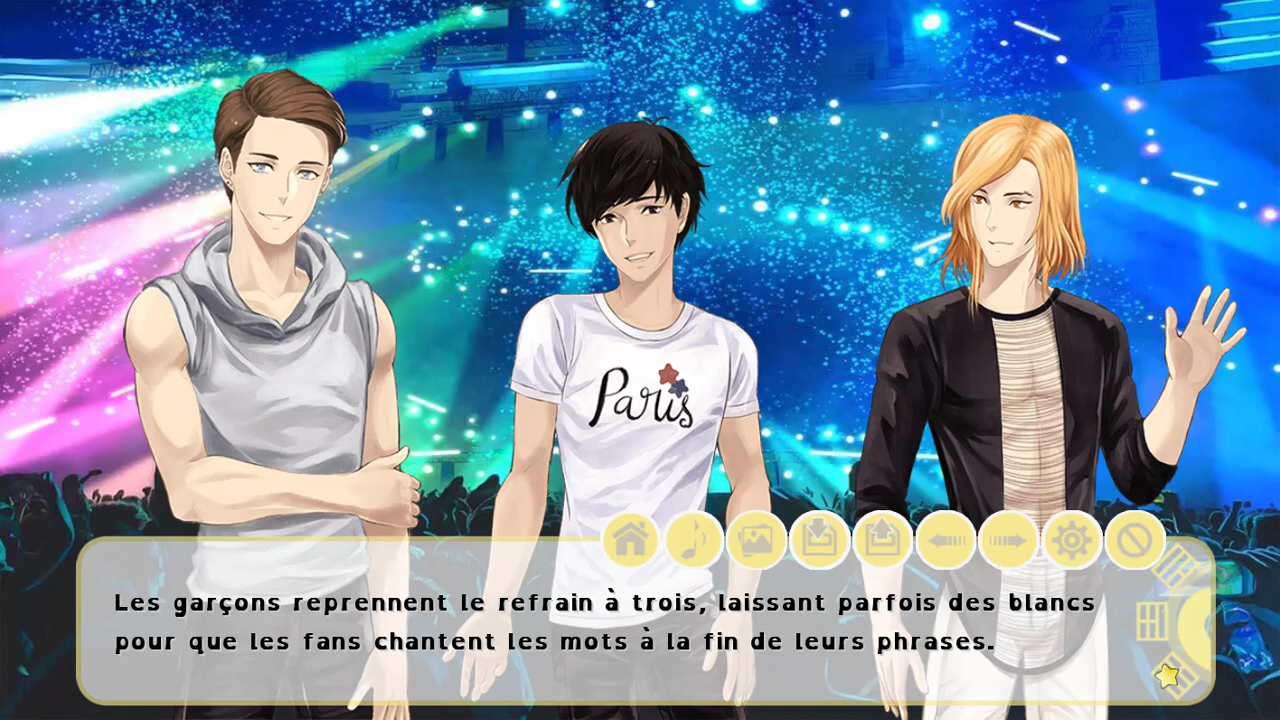 Paris
Les garçons reprennent le refrain à trois, laissant parfois des blancs
pour que les fans chantent les mots à la fin de leurs phrases.